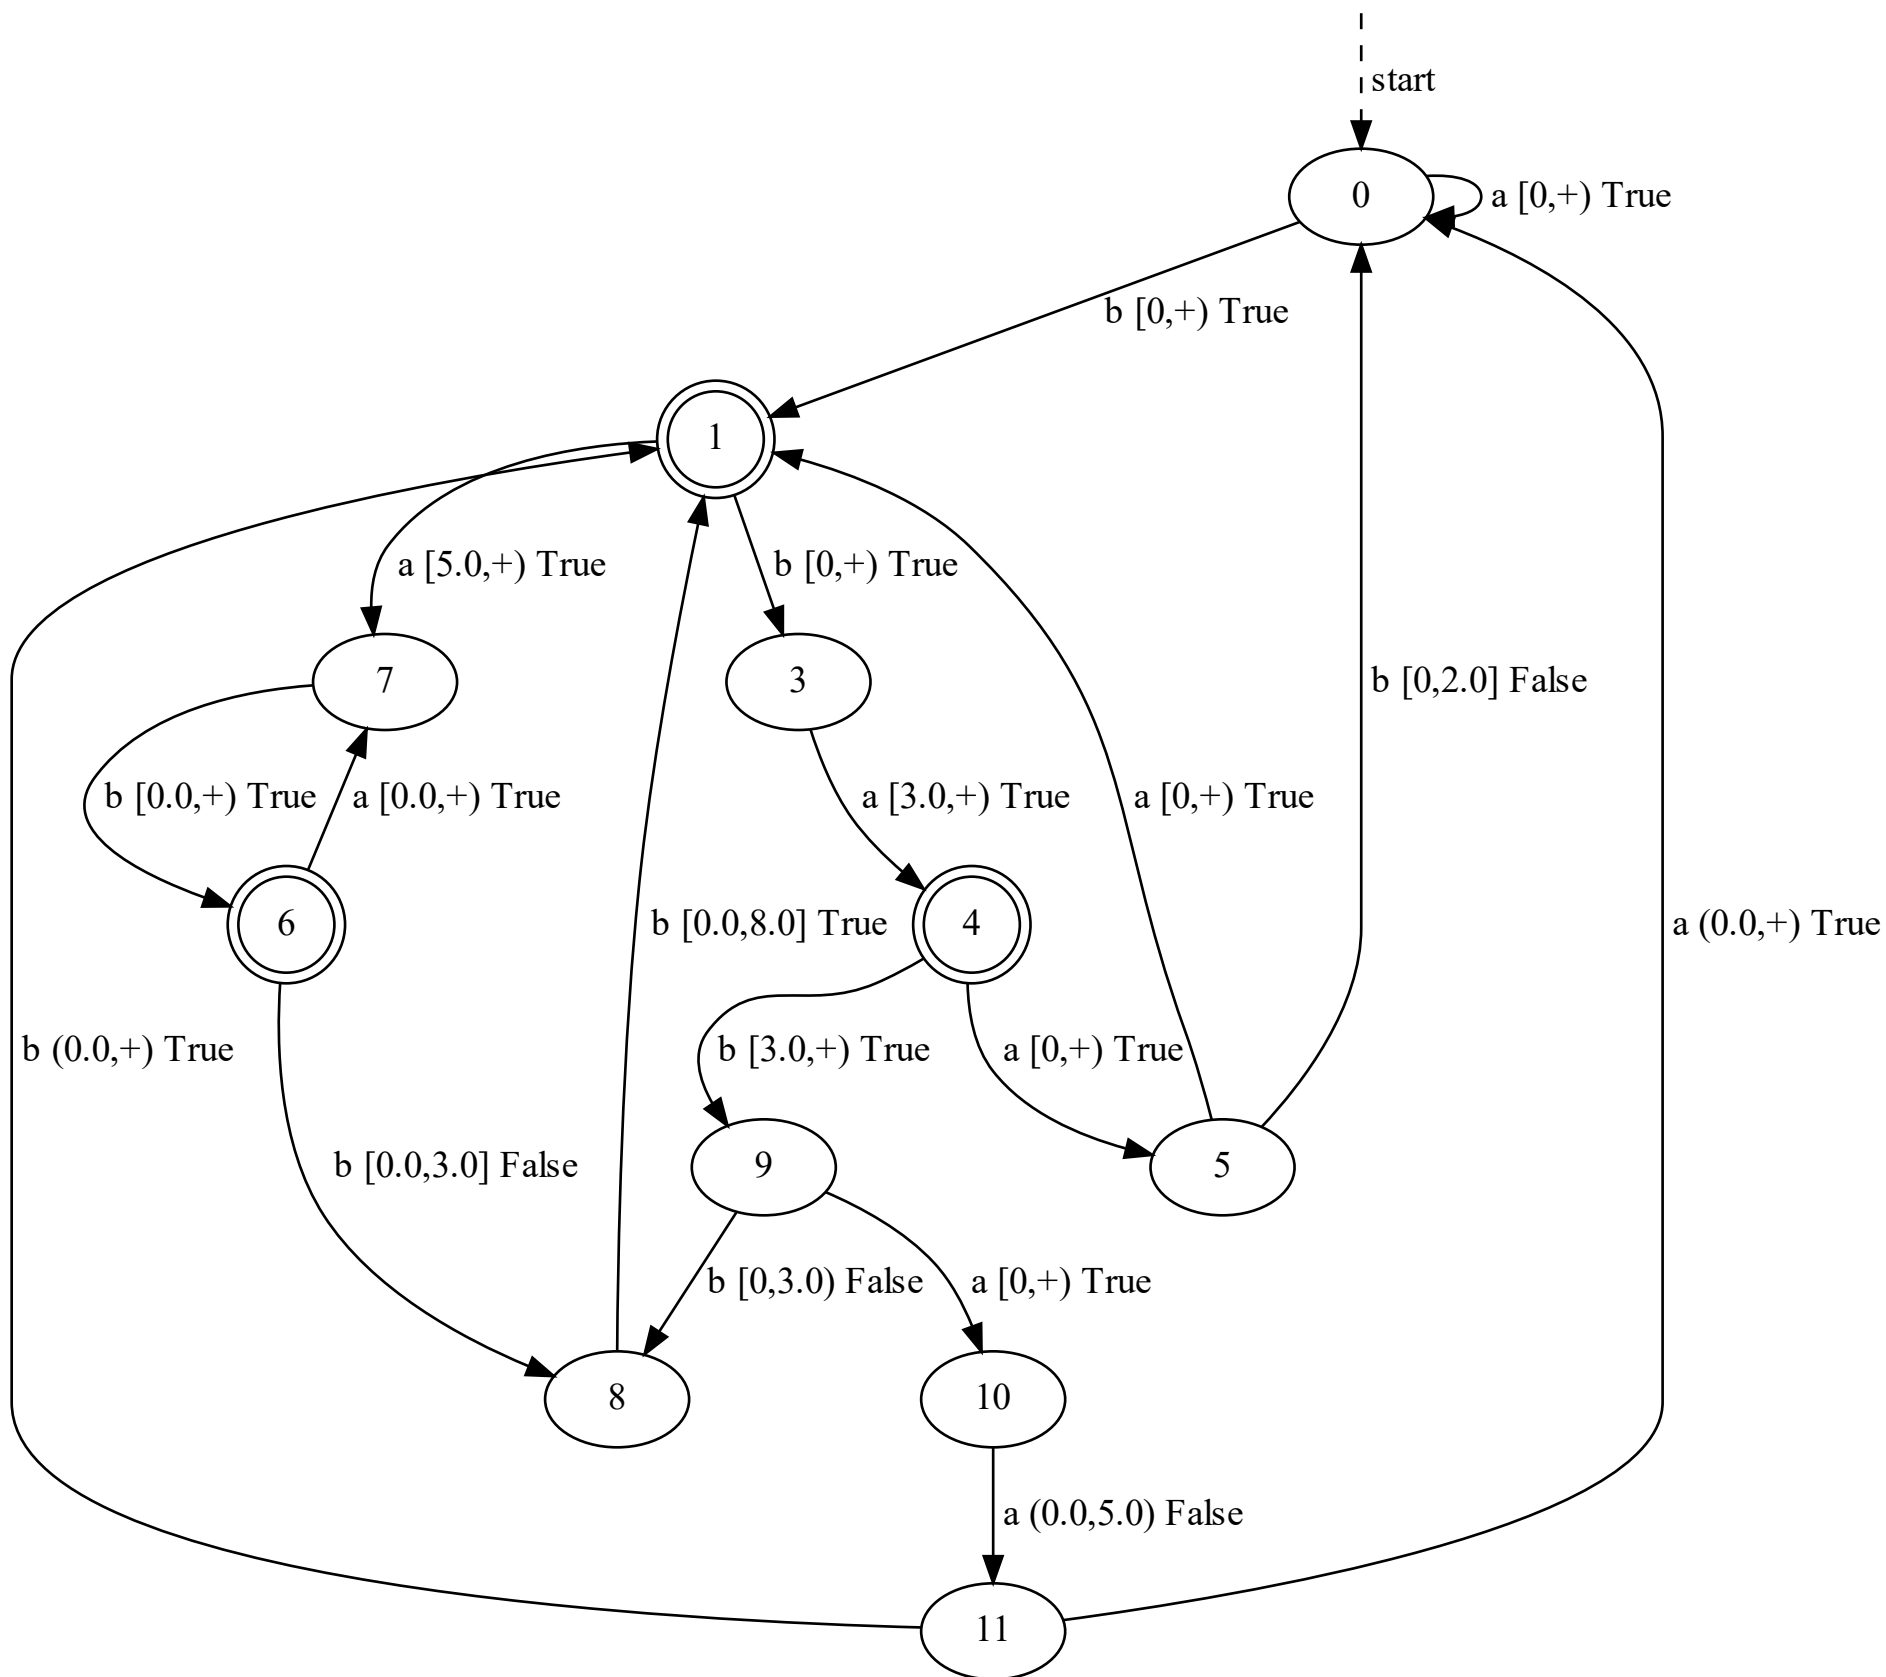 start
0
a [0,+) True
b [0,+) True
1
a [5.0,+) True
b [0,+) True
7
3
b [0,2.0] False
b [0.0,+) True
a [0.0,+) True
a [3.0,+) True
a [0,+) True
6
b [0.0,8.0] True
4
a (0.0,+) True
b (0.0,+) True
b [3.0,+) True
a [0,+) True
b [0.0,3.0] False
9
5
b [0,3.0) False
a [0,+) True
8
10
a (0.0,5.0) False
11